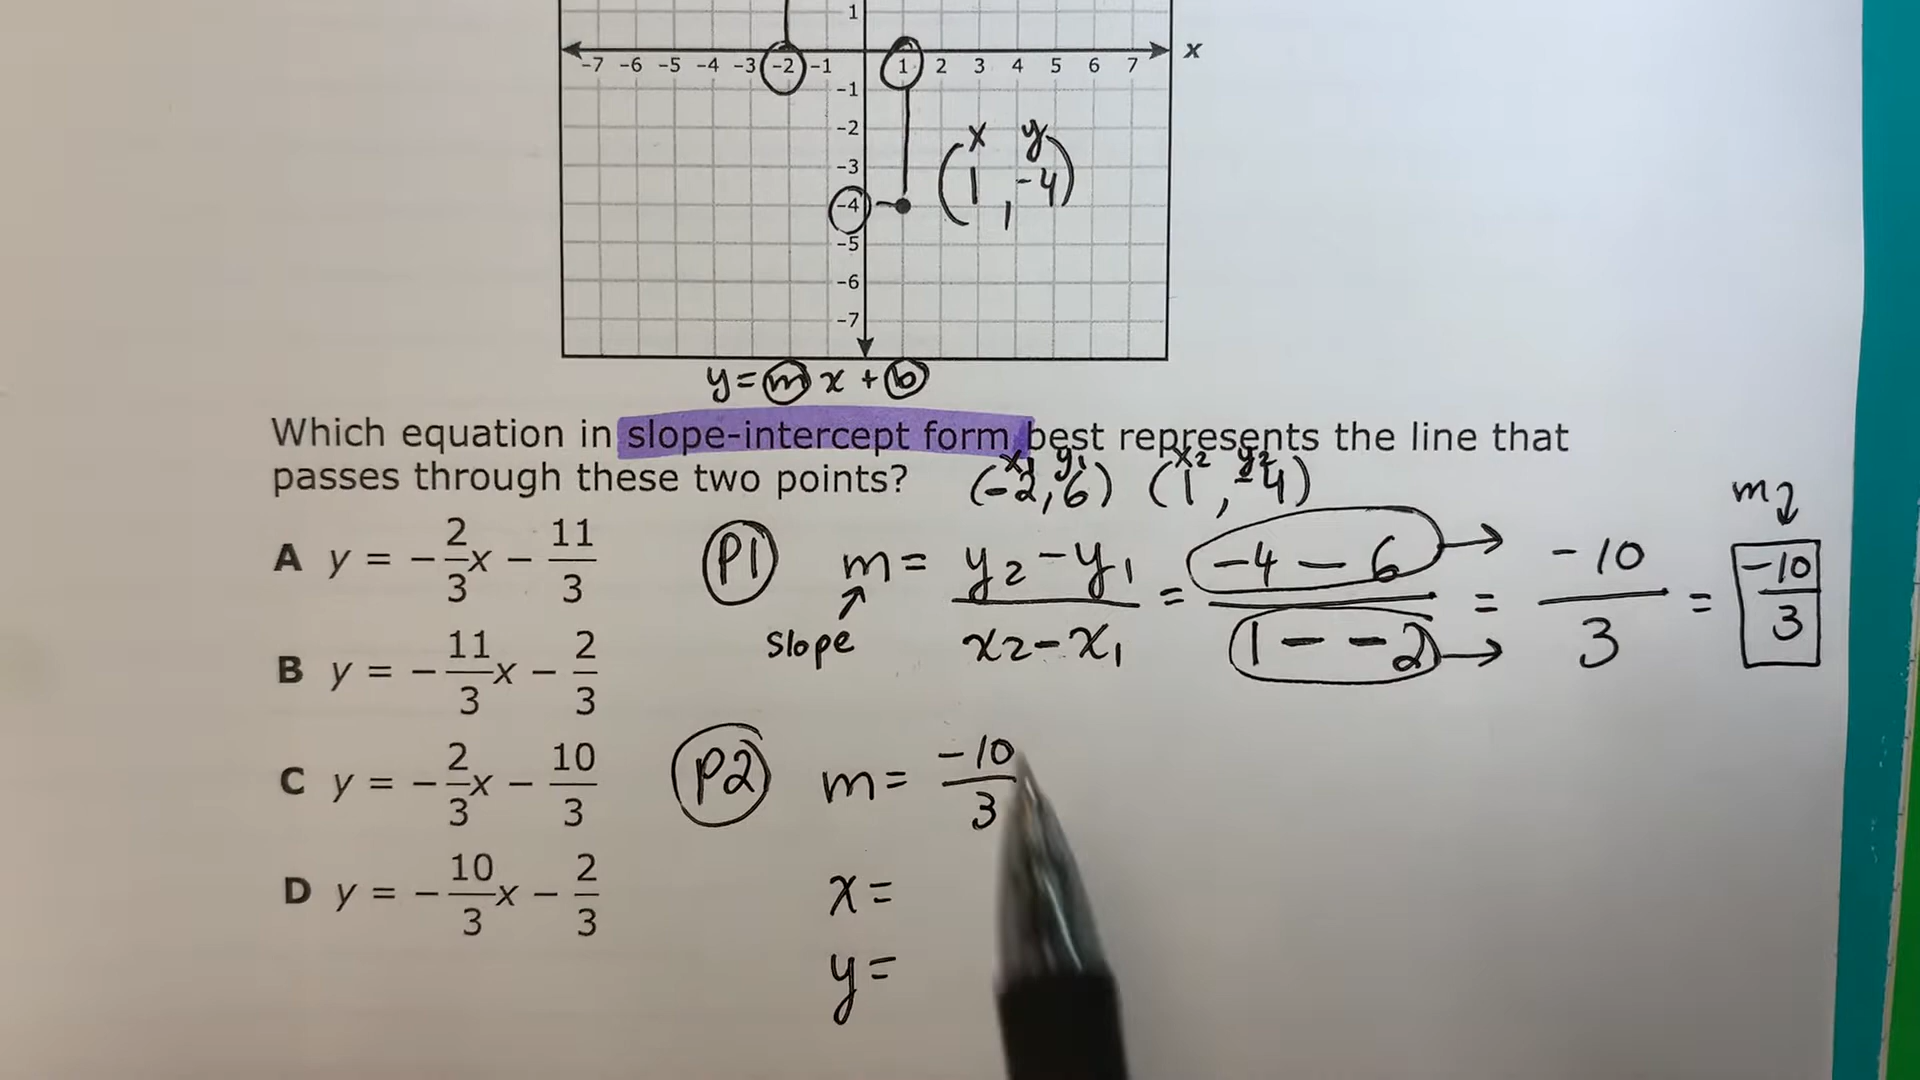 1
-7 -6 -5 -4 -3 -2 -1 1 2 3 4 5 6 7 x
-1
-2
-3
-4
-5
-6
-7
x y
(1, -4)
y = m x + b
Which equation in slope-intercept form best represents the line that
passes through these two points?
x₁ y₁ x₂ y₂
(-2, 6) (1, -4)
A y = -2/3x - 11/3
B y = -11/3x - 2/3
C y = -2/3x - 10/3
D y = -10/3x - 2/3
P1 m = y₂ - y₁ / x₂ - x₁ = -4 - 6 / 1 - -2 = -10/3 = -10/3
m
slope
P2 m = -10/3
x =
y =